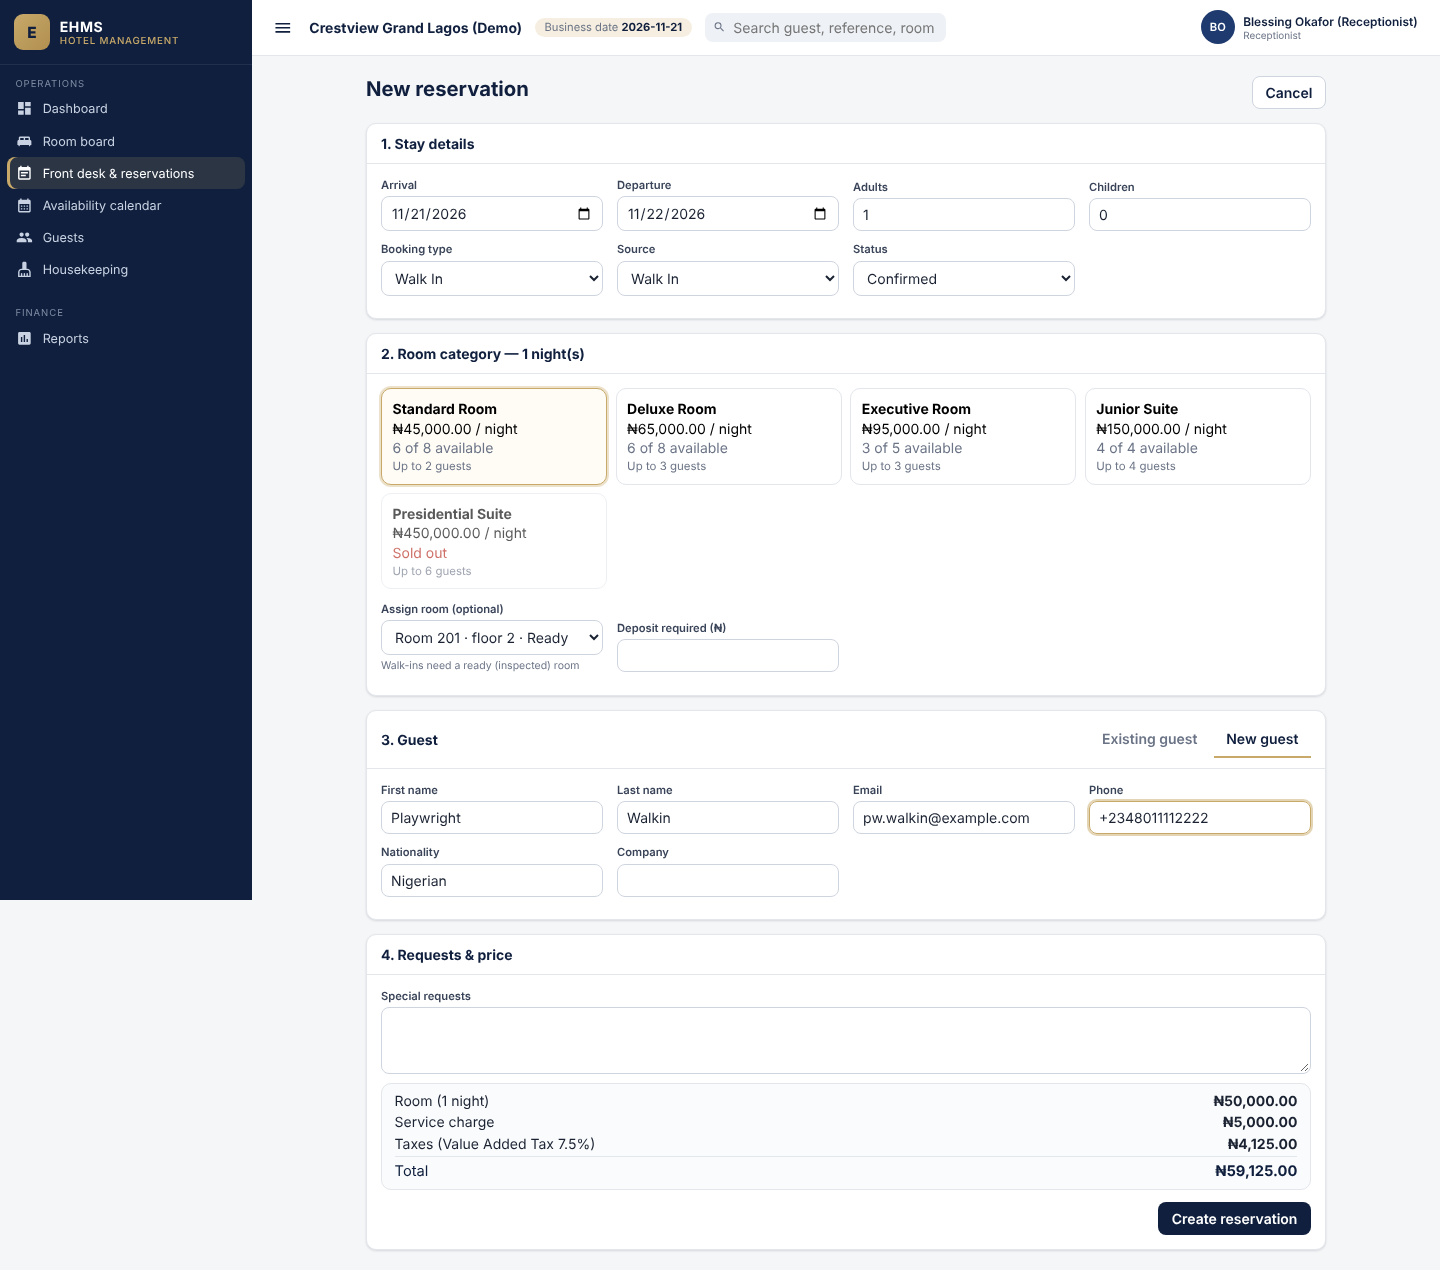 E
EHMS
HOTEL MANAGEMENT
OPERATIONS
Dashboard
Room board
Front desk & reservations
Availability calendar
Guests
Housekeeping
FINANCE
Reports
Crestview Grand Lagos (Demo)
Business date 2026-11-21
Search guest, reference, room
BO
Blessing Okafor (Receptionist)
Receptionist
New reservation
Cancel
1. Stay details
Arrival
Departure
Adults
Children
11/21/2026
11/22/2026
1
0
Booking type
Source
Status
Walk In
Walk In
Confirmed
2. Room category — 1 night(s)
Standard Room
₦45,000.00 / night
6 of 8 available
Up to 2 guests
Deluxe Room
₦65,000.00 / night
6 of 8 available
Up to 3 guests
Executive Room
₦95,000.00 / night
3 of 5 available
Up to 3 guests
Junior Suite
₦150,000.00 / night
4 of 4 available
Up to 4 guests
Presidential Suite
₦450,000.00 / night
Sold out
Up to 6 guests
Assign room (optional)
Room 201 · floor 2 · Ready
Walk-ins need a ready (inspected) room
Deposit required (₦)
3. Guest
Existing guest
New guest
First name
Last name
Email
Phone
Playwright
Walkin
pw.walkin@example.com
+2348011112222
Nationality
Company
Nigerian
4. Requests & price
Special requests
Room (1 night) ₦50,000.00
Service charge ₦5,000.00
Taxes (Value Added Tax 7.5%) ₦4,125.00
Total ₦59,125.00
Create reservation